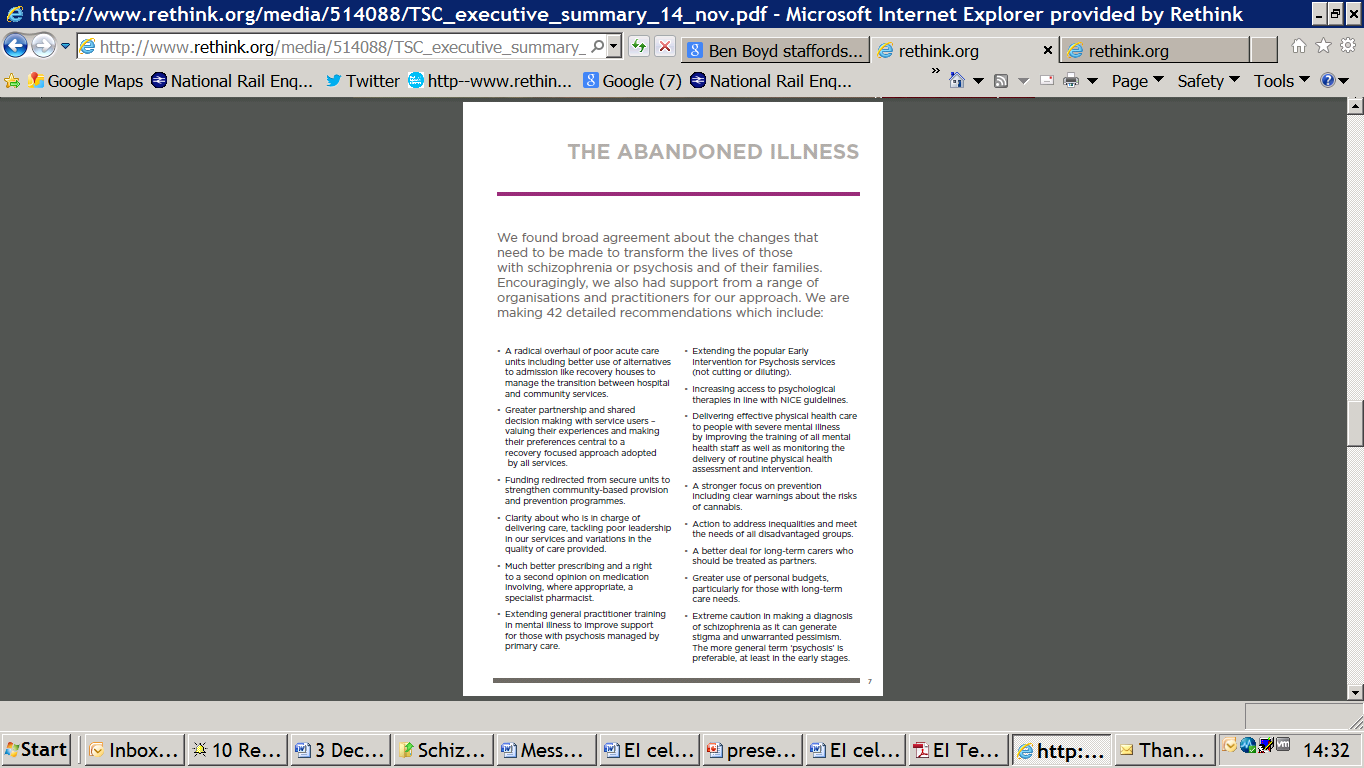 http://www.rethink.org/media/514088/TSC_executive_summary_14_nov.pdf - Microsoft Internet Explorer provided by Rethink
http://www.rethink.org/media/514088/TSC_executive_summary_
Ben Boyd staffords...
rethink.org
rethink.org
Google Maps
National Rail Enq...
Twitter
http--www.rethin...
Google (7)
National Rail Enq...
Page
Safety
Tools
THE ABANDONED ILLNESS
We found broad agreement about the changes that
need to be made to transform the lives of those
with schizophrenia or psychosis and of their families.
Encouragingly, we also had support from a range of
organisations and practitioners for our approach. We are
making 42 detailed recommendations which include:
• A radical overhaul of poor acute care
units including better use of alternatives
to admission like recovery houses to
manage the transition between hospital
and community services.
• Greater partnership and shared
decision making with service users –
valuing their experiences and making
their preferences central to a
recovery focused approach adopted
by all services.
• Funding redirected from secure units to
strengthen community-based provision
and prevention programmes.
• Clarity about who is in charge of
delivering care, tackling poor leadership
in our services and variations in the
quality of care provided.
• Much better prescribing and a right
to a second opinion on medication
involving, where appropriate, a
specialist pharmacist.
• Extending general practitioner training
in mental illness to improve support
for those with psychosis managed by
primary care.
• Extending the popular Early
Intervention for Psychosis services
(not cutting or diluting).
• Increasing access to psychological
therapies in line with NICE guidelines.
• Delivering effective physical health care
to people with severe mental illness
by improving the training of all mental
health staff as well as monitoring the
delivery of routine physical health
assessment and intervention.
• A stronger focus on prevention
including clear warnings about the risks
of cannabis.
• Action to address inequalities and meet
the needs of all disadvantaged groups.
• A better deal for long-term carers who
should be treated as partners.
• Greater use of personal budgets,
particularly for those with long-term
care needs.
• Extreme caution in making a diagnosis
of schizophrenia as it can generate
stigma and unwarranted pessimism.
The more general term 'psychosis' is
preferable, at least in the early stages.
7
Start
Inbox...
10 Re...
3 Dec...
Schiz...
Mess...
EI cel...
prese...
EI cel...
EI Te...
http:...
Than...
14:32